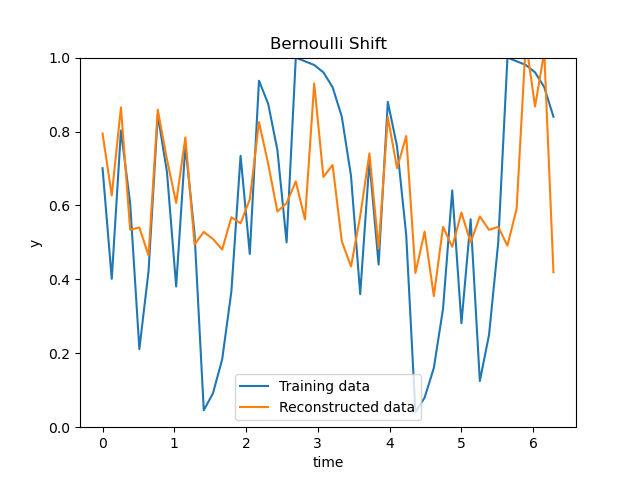 Bernoulli Shift
1.0
0.8
0.6
0.4
0.2
0.0
y
Training data
Reconstructed data
0 1 2 3 4 5 6
time